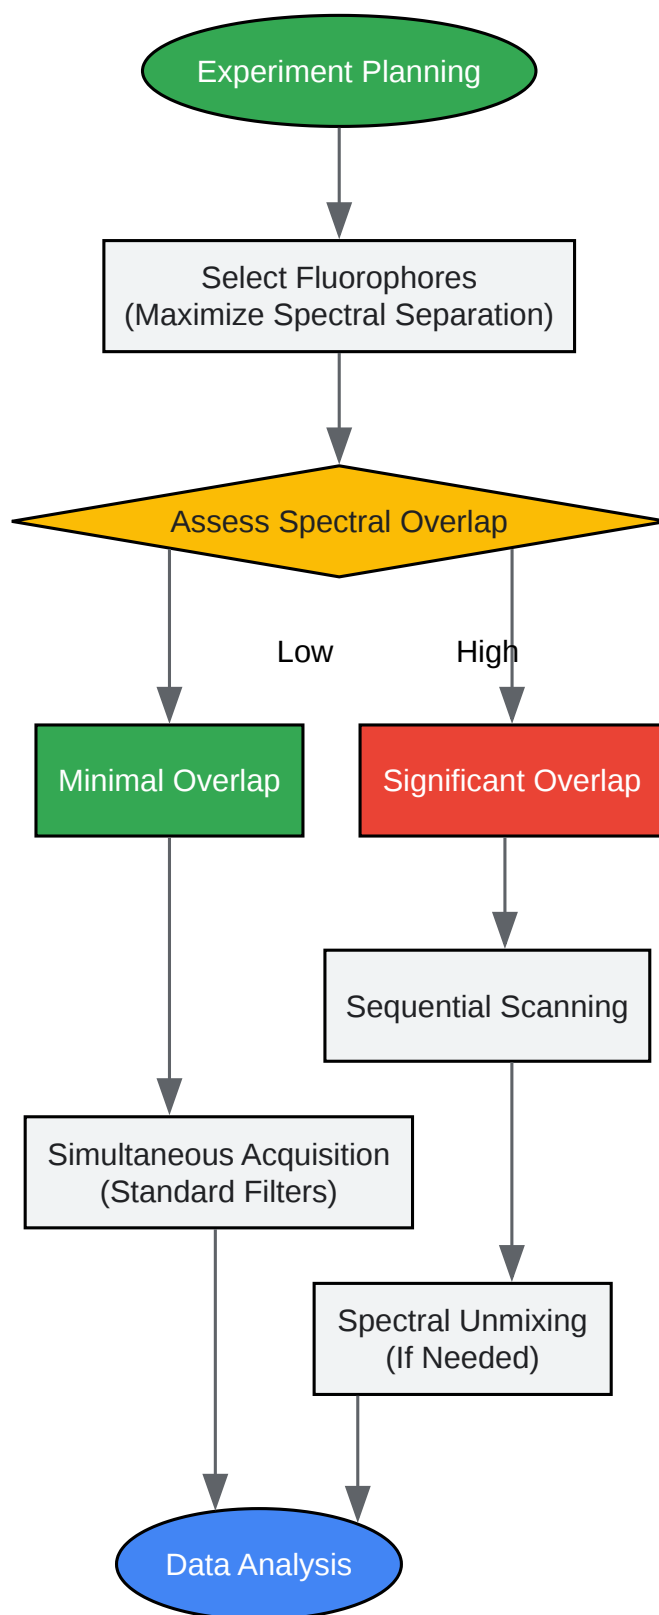 Experiment Planning
Select Fluorophores
(Maximize Spectral Separation)
Assess Spectral Overlap
Low
High
Minimal Overlap
Significant Overlap
Sequential Scanning
Simultaneous Acquisition
(Standard Filters)
Spectral Unmixing
(If Needed)
Data Analysis